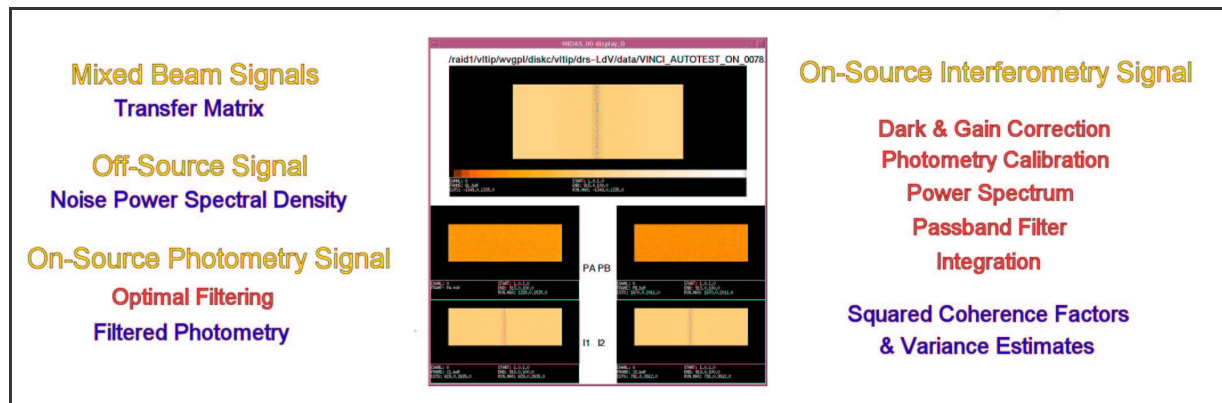 Mixed Beam Signals
Transfer Matrix
Off-Source Signal
Noise Power Spectral Density
On-Source Photometry Signal
Optimal Filtering
Filtered Photometry
MIDAS_00 display_0
/raid1/vltip/wvgpl/diskc/vltip/drs-LdV/data/VINCI_AUTOTEST_ON_0078.
PA PB
I1 I2
On-Source Interferometry Signal
Dark & Gain Correction
Photometry Calibration
Power Spectrum
Passband Filter
Integration
Squared Coherence Factors
& Variance Estimates